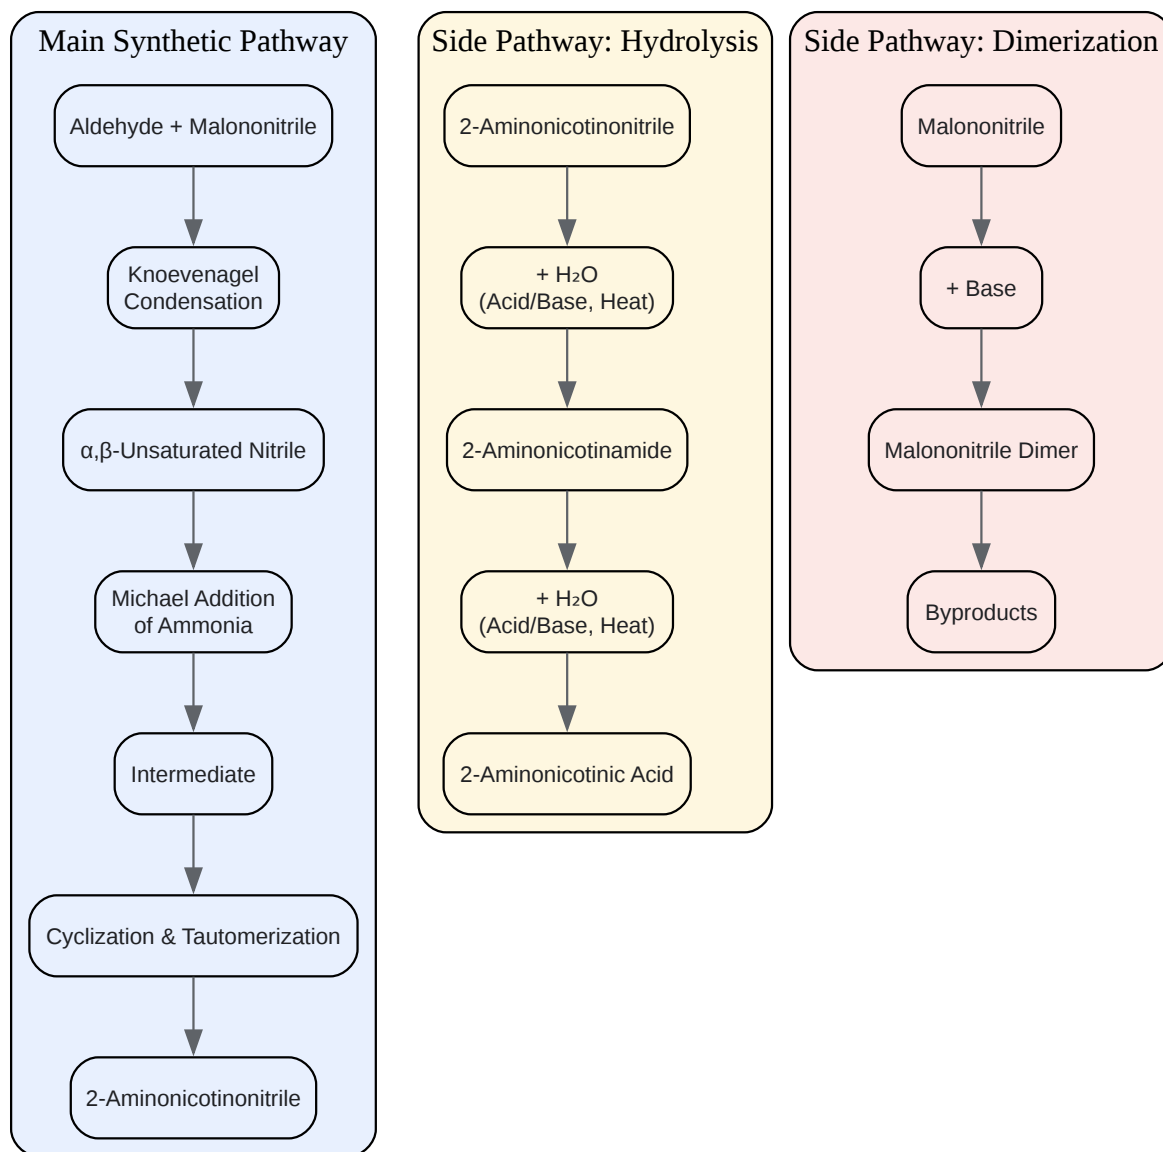 Main Synthetic Pathway
Aldehyde + Malononitrile
Knoevenagel
Condensation
α,β-Unsaturated Nitrile
Michael Addition
of Ammonia
Intermediate
Cyclization & Tautomerization
2-Aminonicotinonitrile
Side Pathway: Hydrolysis
2-Aminonicotinonitrile
+ H₂O
(Acid/Base, Heat)
2-Aminonicotinamide
+ H₂O
(Acid/Base, Heat)
2-Aminonicotinic Acid
Side Pathway: Dimerization
Malononitrile
+ Base
Malononitrile Dimer
Byproducts